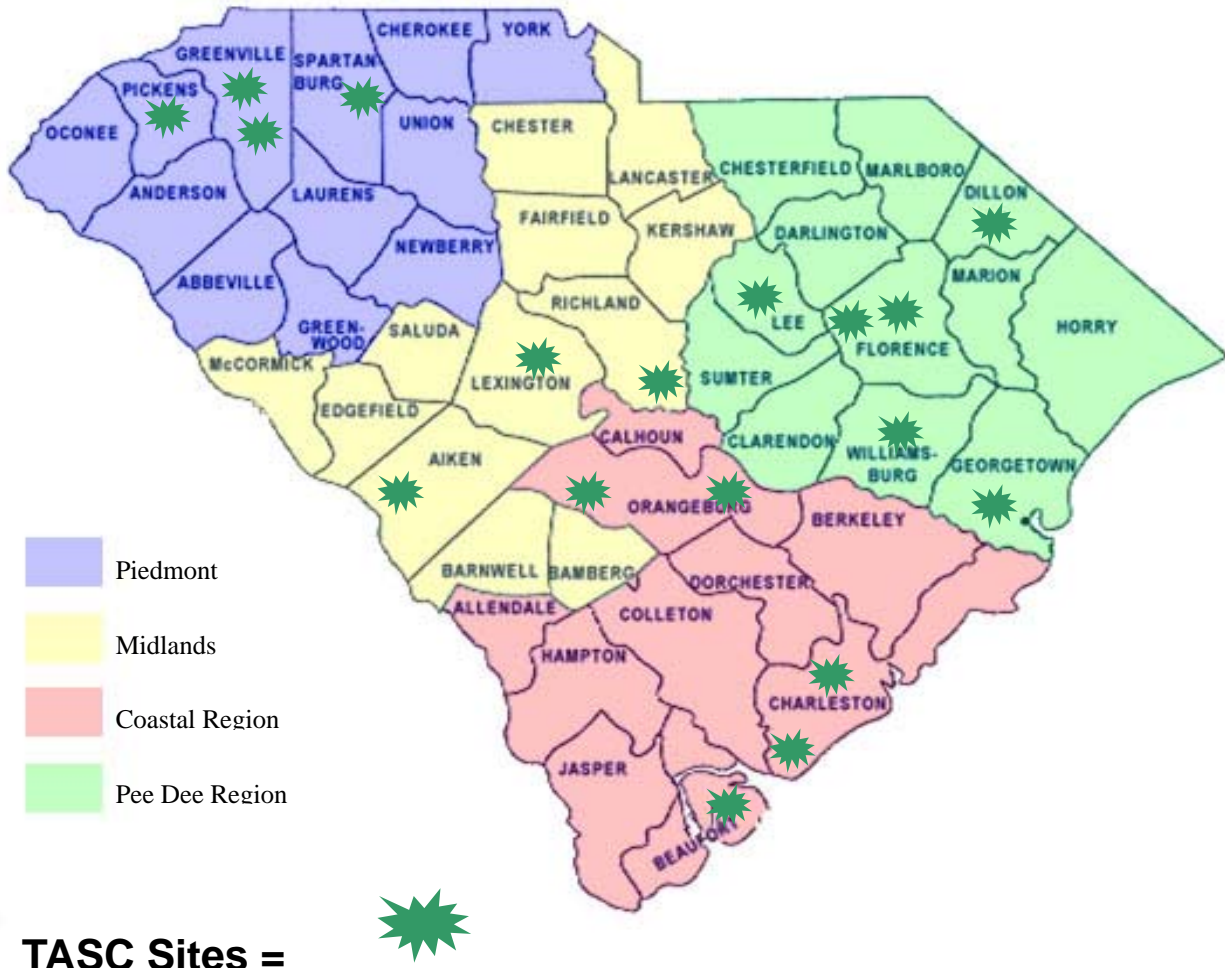 CHEROKEE
YORK
GREENVILLE
SPARTAN
BURG
PICKENS
OCONEE
UNION
CHESTER
ANDERSON
LAURENS
LANCASTER
CHESTERFIELD
MARLBORO
DILLON
FAIRFIELD
KERSHAW
DARLINGTON
NEWBERRY
ABBEVILLE
MARION
RICHLAND
GREEN-
WOOD
SALUDA
LEE
HORRY
FLORENCE
McCORMICK
LEXINGTON
SUMTER
EDGEFIELD
CALHOUN
CLARENDON
WILLIAMS-
BURG
GEORGETOWN
AIKEN
ORANGEBURG
BERKELEY
BARNWELL
BAMBERG
DORCHESTER
ALLENDALE
COLLETON
HAMPTON
CHARLESTON
JASPER
BEAUFORT
Piedmont
Midlands
Coastal Region
Pee Dee Region
TASC Sites =